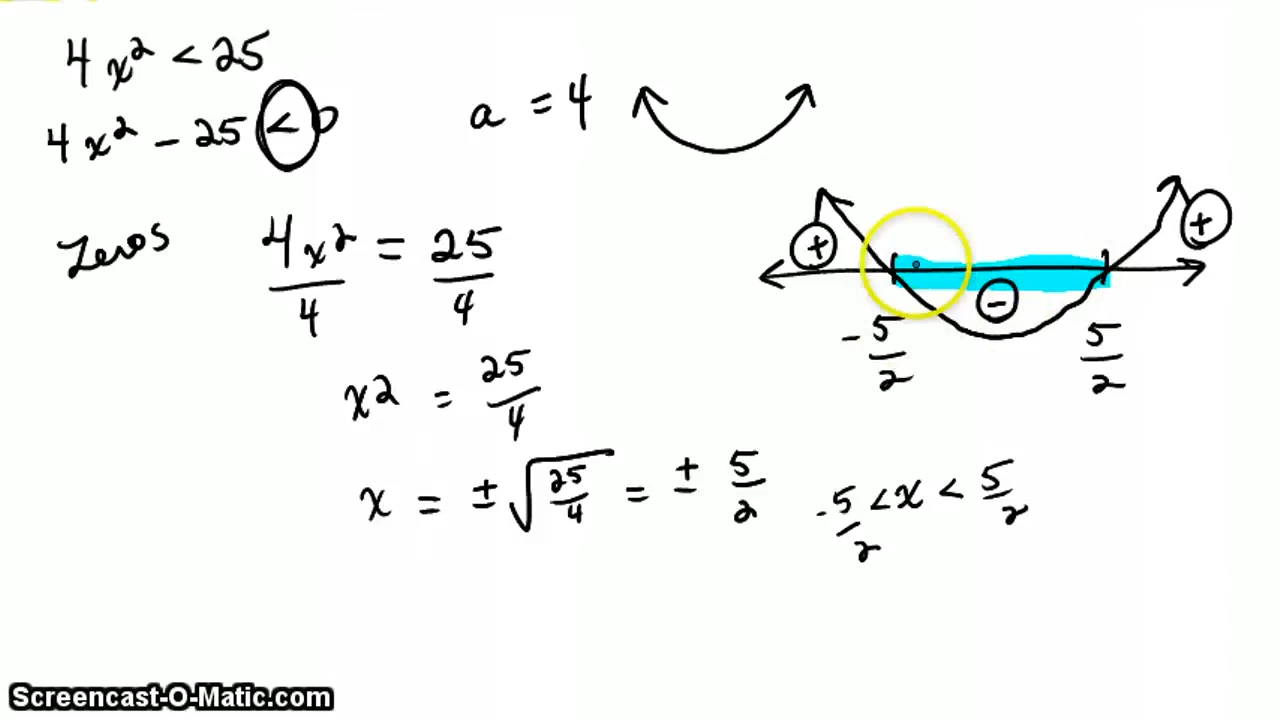 4x² < 25
4x² - 25 < 0
a = 4
Zeros
4x²/4 = 25/4
+
-
+
-5/2
5/2
x2 = 25/4
x = ±√25/4 = ± 5/2
-5/2 < x < 5/2
Screencast-O-Matic.com